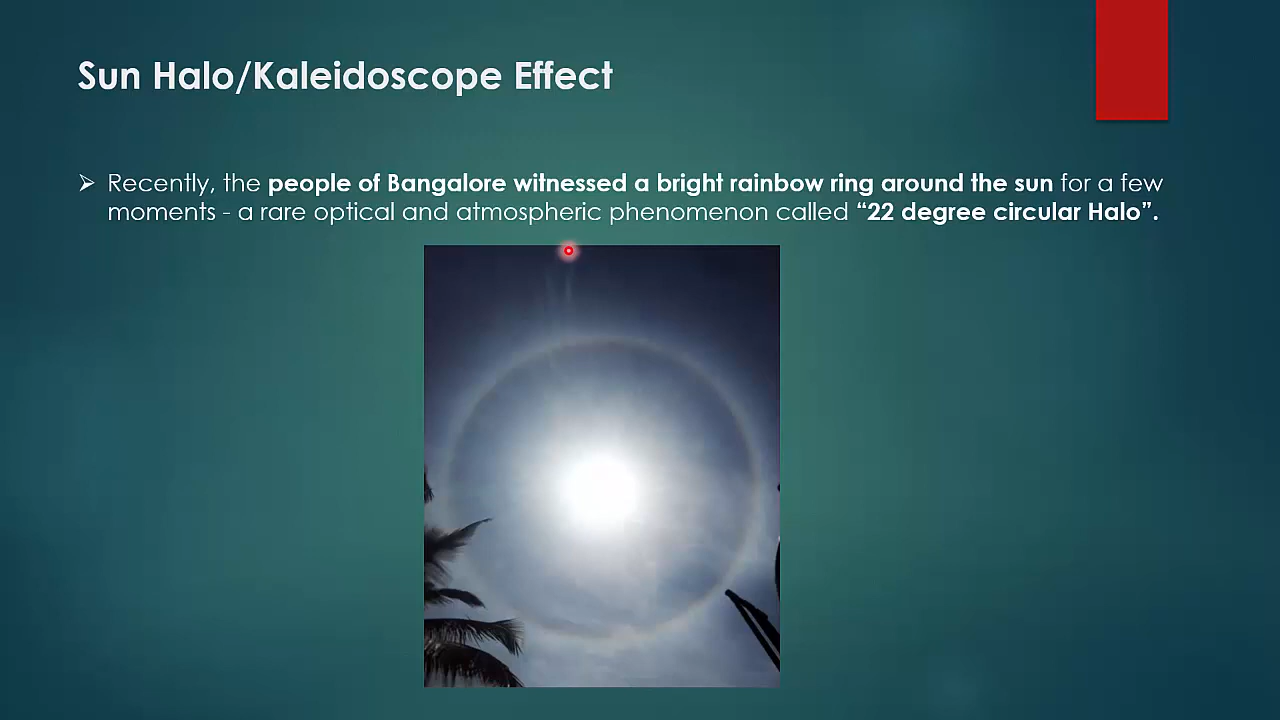 Sun Halo/Kaleidoscope Effect
Recently, the people of Bangalore witnessed a bright rainbow ring around the sun for a few
moments - a rare optical and atmospheric phenomenon called “22 degree circular Halo”.